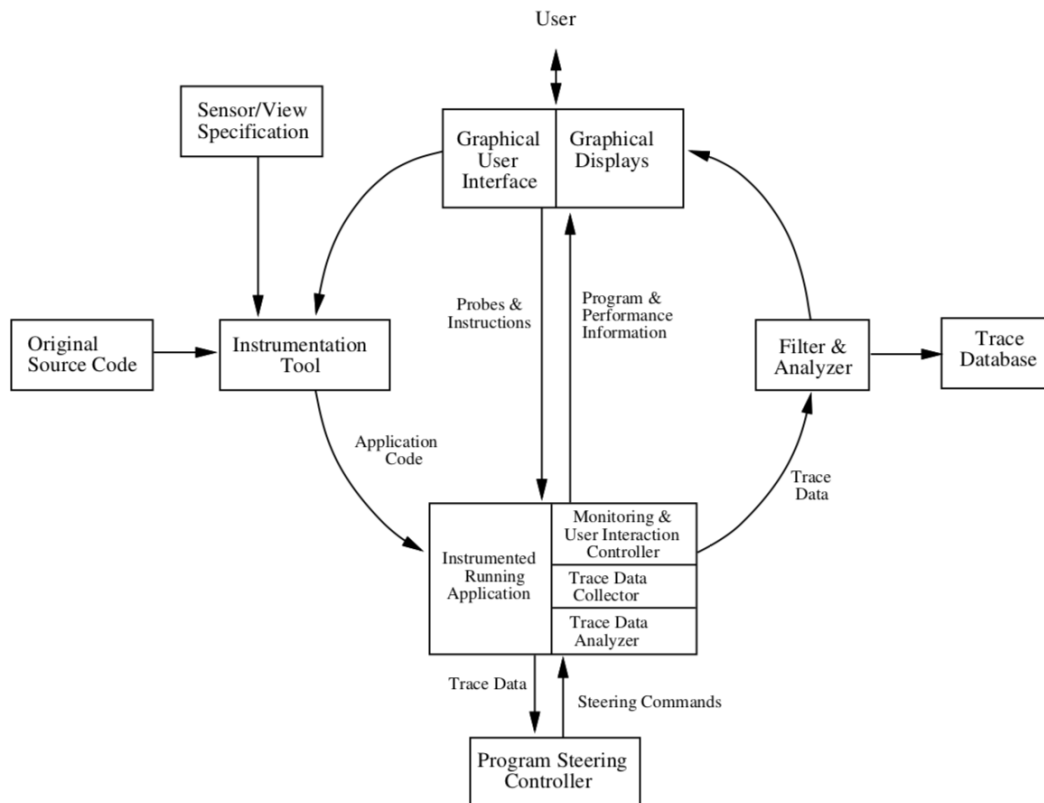 User
Sensor/View
Specification
Graphical
User
Interface
Graphical
Displays
Probes &
Instructions
Program &
Performance
Information
Original
Source Code
Instrumentation
Tool
Filter &
Analyzer
Trace
Database
Application
Code
Trace
Data
Instrumented
Running
Application
Monitoring &
User Interaction
Controller
Trace Data
Collector
Trace Data
Analyzer
Trace Data
Steering Commands
Program Steering
Controller